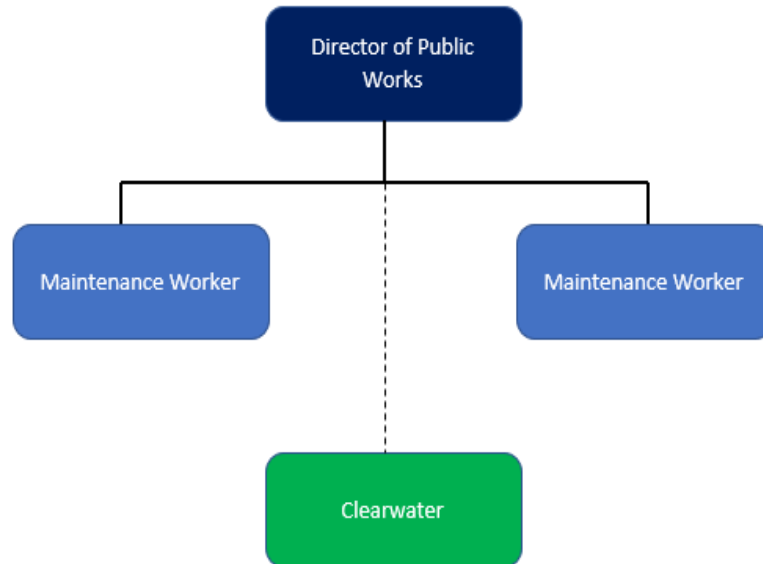 Director of Public
Works
Maintenance Worker
Maintenance Worker
Clearwater